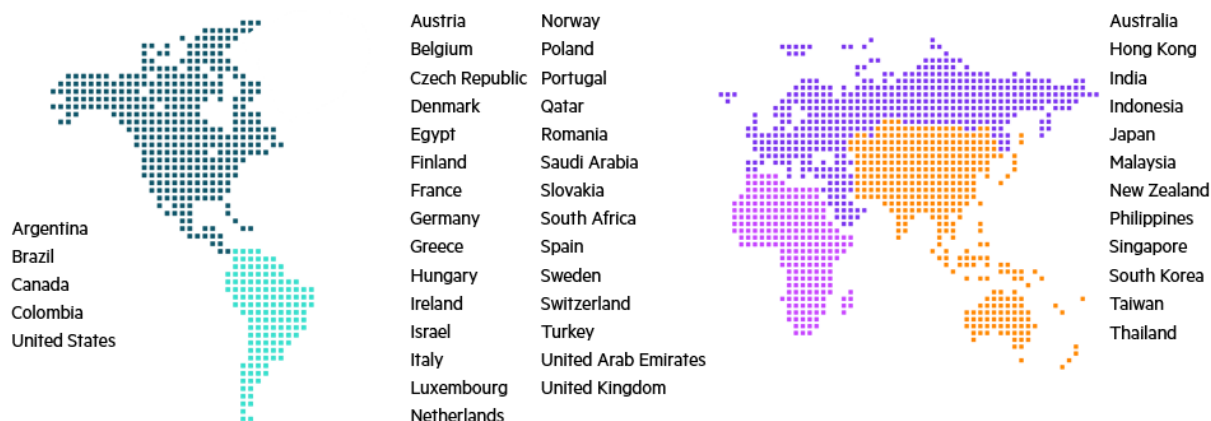 Argentina
Brazil
Canada
Colombia
United States
Austria
Belgium
Czech Republic
Denmark
Egypt
Finland
France
Germany
Greece
Hungary
Ireland
Israel
Italy
Luxembourg
Netherlands
Norway
Poland
Portugal
Qatar
Romania
Saudi Arabia
Slovakia
South Africa
Spain
Sweden
Switzerland
Turkey
United Arab Emirates
United Kingdom
Australia
Hong Kong
India
Indonesia
Japan
Malaysia
New Zealand
Philippines
Singapore
South Korea
Taiwan
Thailand